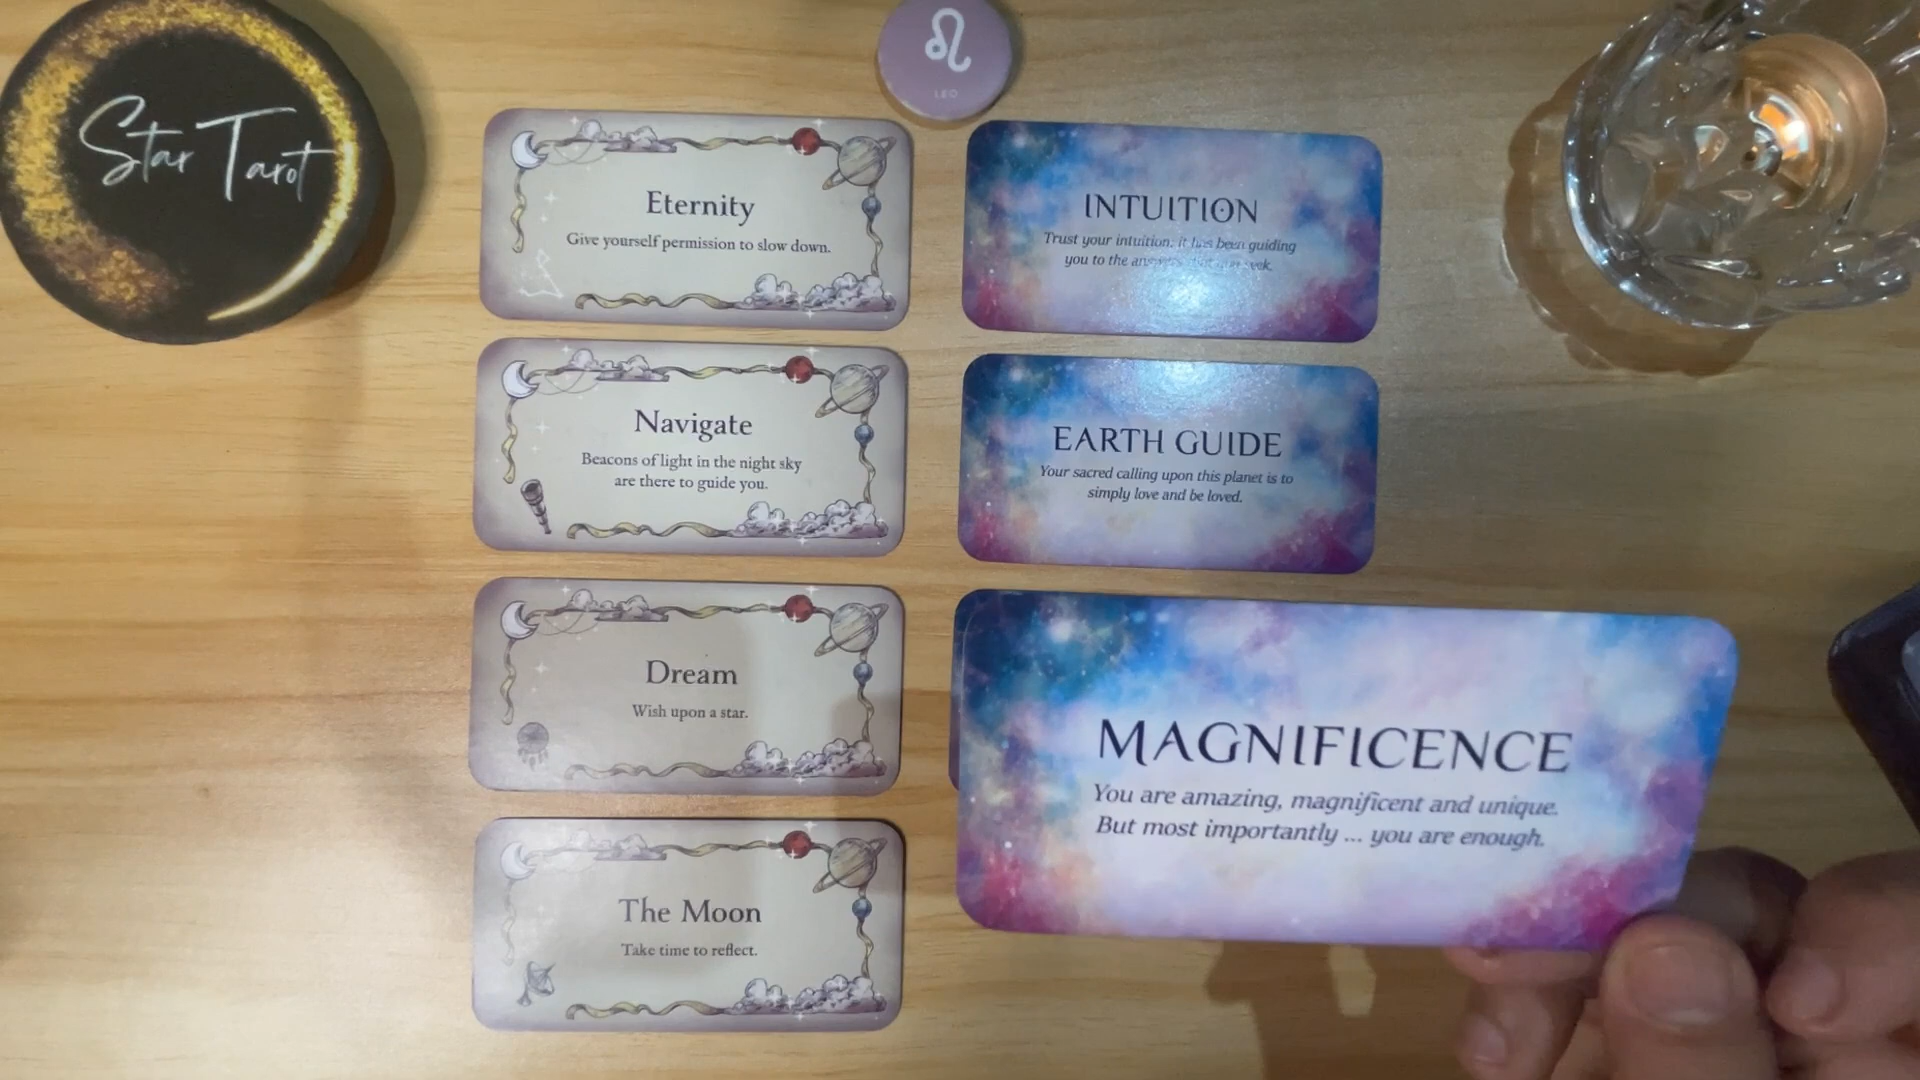 Star Tarot
LEO
Eternity
Give yourself permission to slow down.
INTUITION
Trust your intuition; it has been guiding
you to the
Navigate
Beacons of light in the night sky
are there to guide you.
EARTH GUIDE
Your sacred calling upon this planet is to
simply love and be loved.
Dream
Wish upon a star.
MAGNIFICENCE
You are amazing, magnificent and unique.
But most importantly ... you are enough.
The Moon
Take time to reflect.